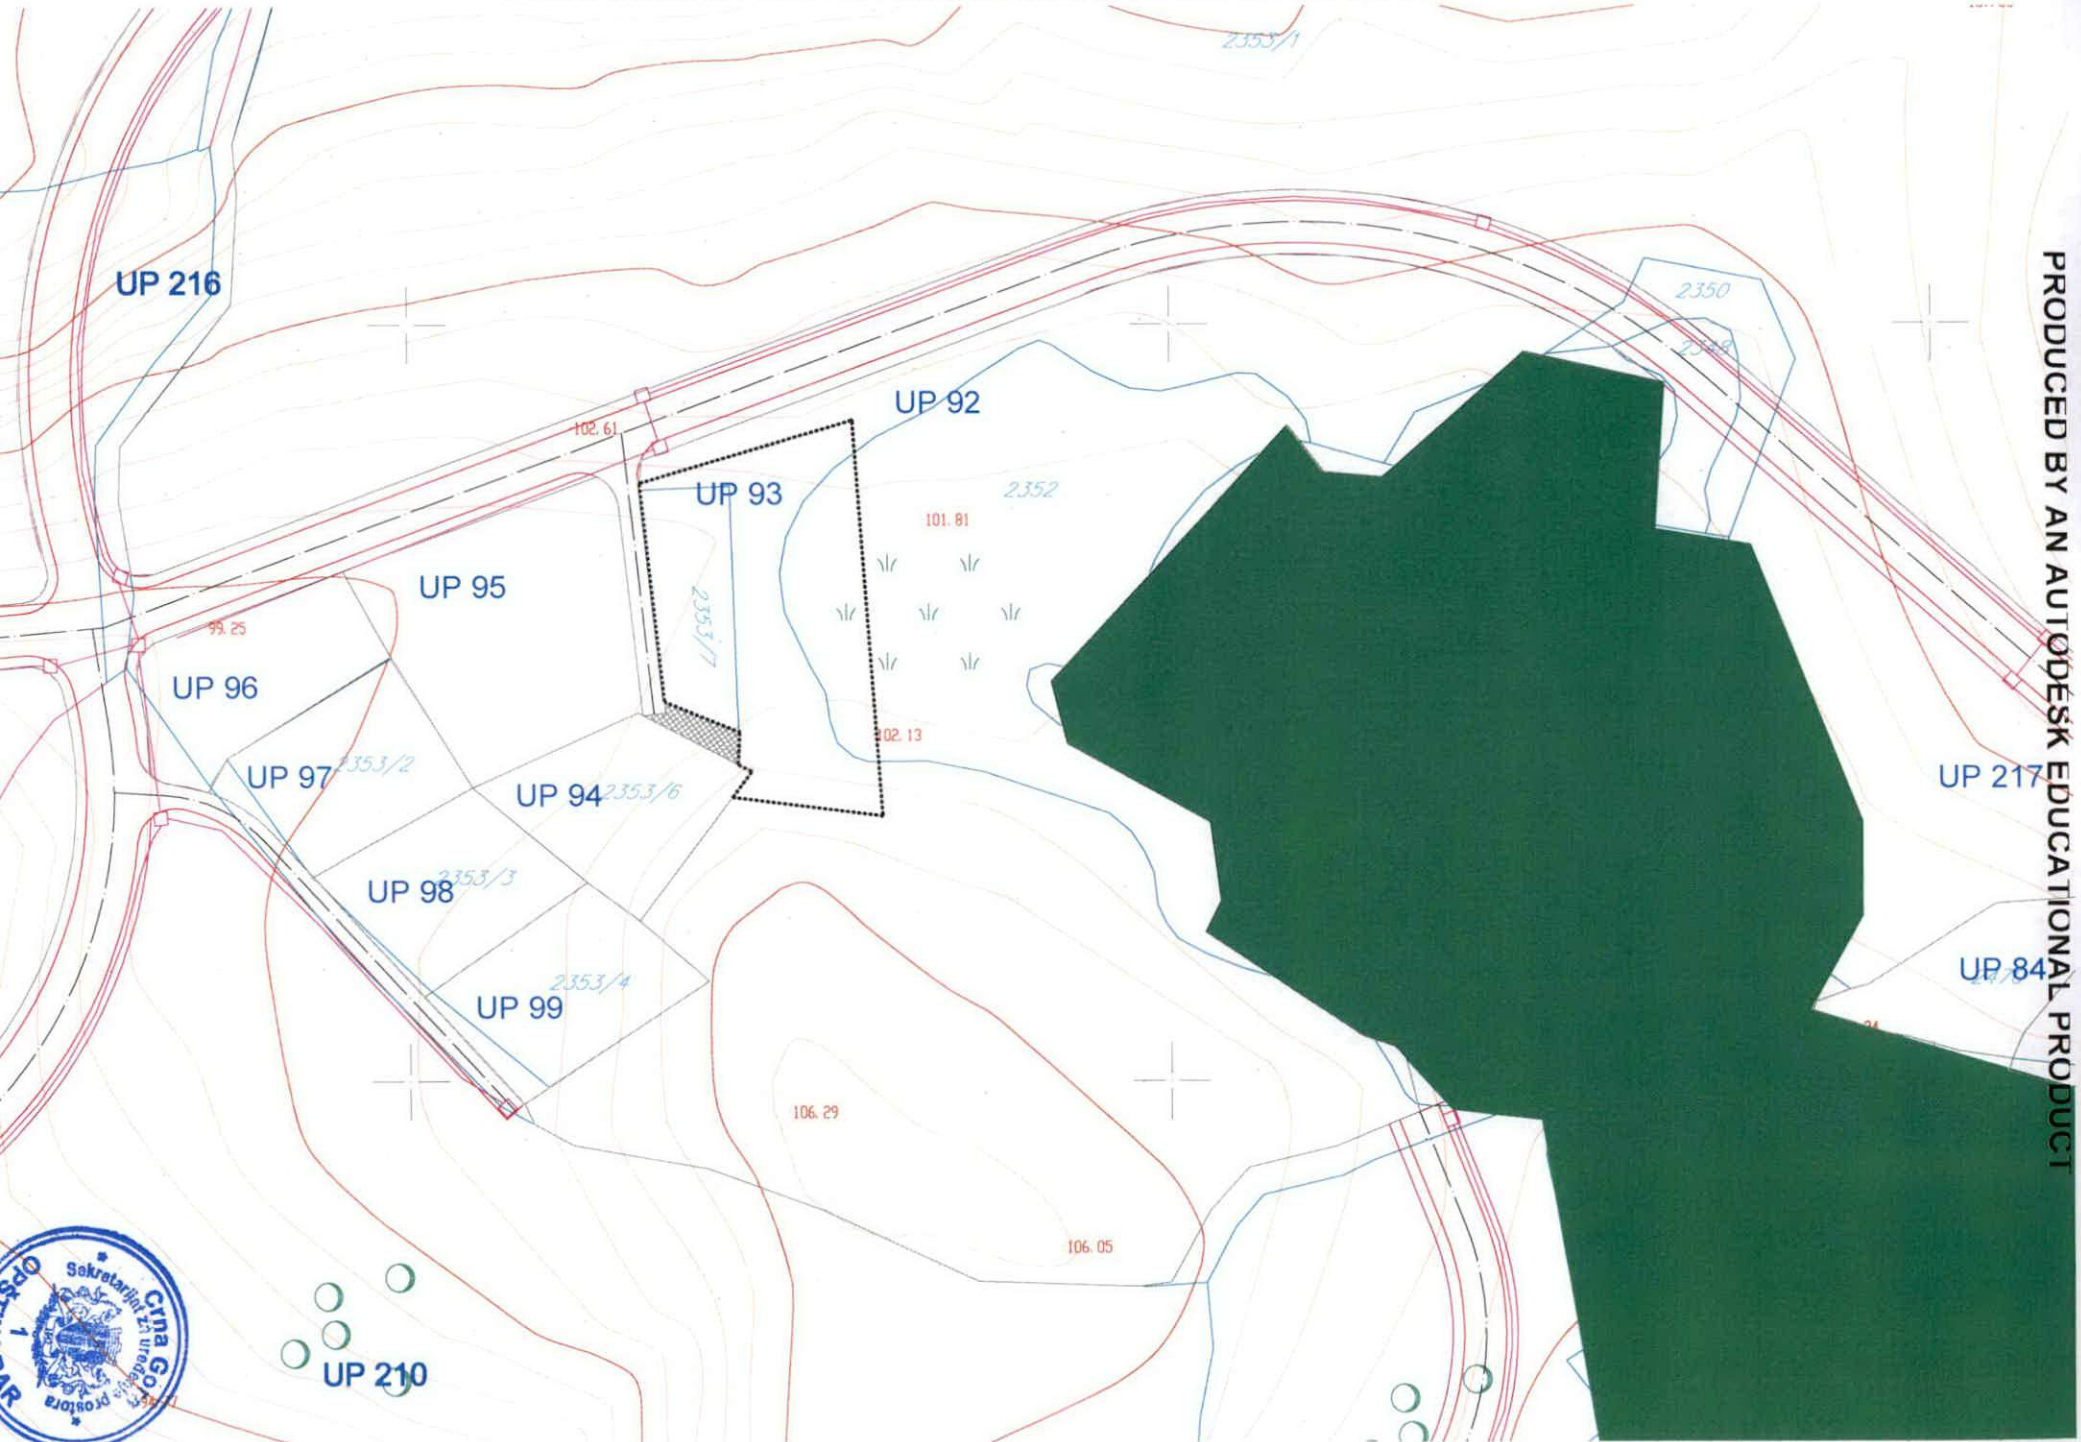 2353/1
UP 216
2350
2348
UP 92
102.61
UP 93
2352
101.81
UP 95
2353/7
99.25
UP 96
102.13
UP 97
2353/2
UP 94
2353/6
UP 217
UP 98
2353/3
UP 84
UP 99
2353/4
106.29
106.05
UP 210
Crna Go
Sekretarijat za uređenje prostora
1
PRODUCED BY AN AUTODESK EDUCATIONAL PRODUCT